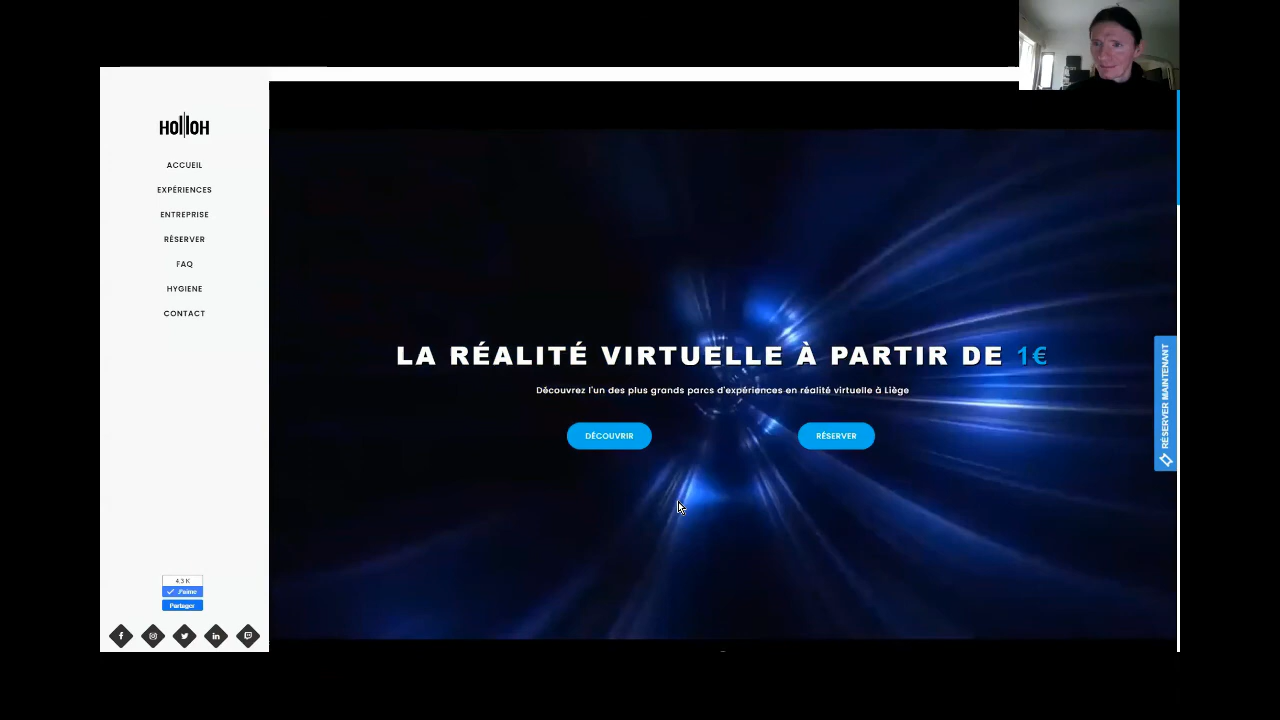 HOLLOH
ACCUEIL
EXPÉRIENCES
ENTREPRISE
RÉSERVER
FAQ
HYGIENE
CONTACT
4.3 K
J'aime
Partager
LA RÉALITÉ VIRTUELLE À PARTIR DE 1€
Découvrez l'un des plus grands parcs d'expériences en réalité virtuelle à Liège
DÉCOUVRIR
RÉSERVER
RÉSERVER MAINTENANT